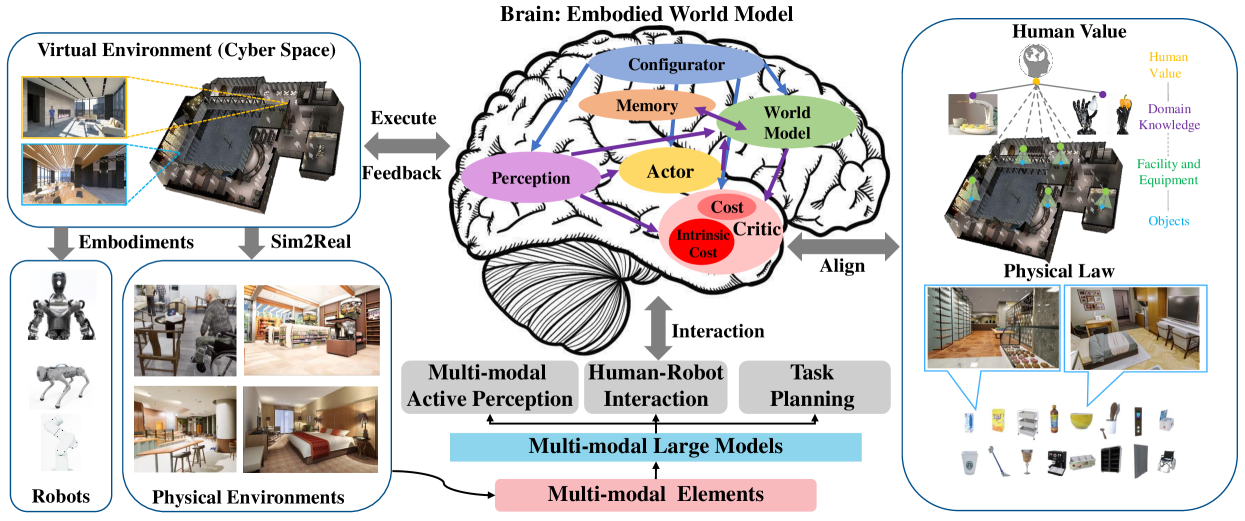 Brain: Embodied World Model
Virtual Environment (Cyber Space)
Embodiments
Sim2Real
Robots
Physical Environments
Execute
Feedback
Configurator
Memory
World
Model
Perception
Actor
Cost
Critic
Intrinsic
Cost
Align
Interaction
Multi-modal
Active Perception
Human-Robot
Interaction
Task
Planning
Multi-modal Large Models
Multi-modal Elements
Human Value
Human
Value
Domain
Knowledge
Facility and
Equipment
Objects
Physical Law